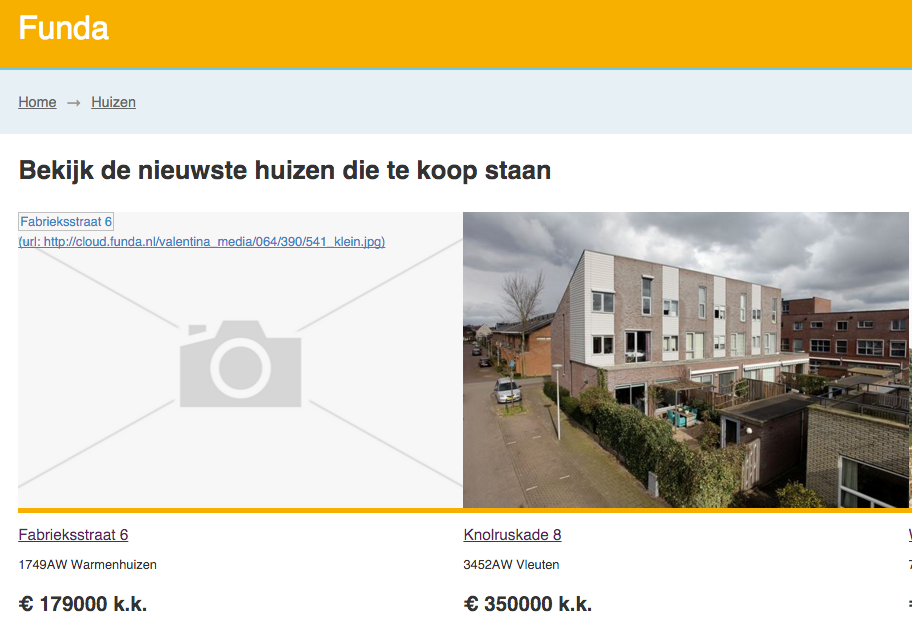 Funda
Home → Huizen
Bekijk de nieuwste huizen die te koop staan
Fabrieksstraat 6
(url: http://cloud.funda.nl/valentina_media/064/390/541_klein.jpg)
Fabrieksstraat 6
1749AW Warmenhuizen
€ 179000 k.k.
Knolruskade 8
3452AW Vleuten
€ 350000 k.k.